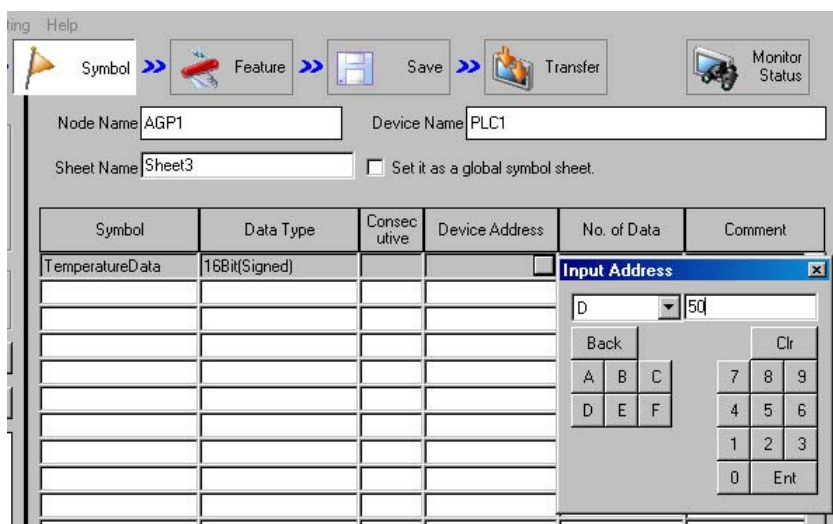 ting Help
Symbol Feature Save Transfer Monitor Status
Node Name AGP1 Device Name PLC1
Sheet Name Sheet3 Set it as a global symbol sheet.
Symbol Data Type Consec utive Device Address No. of Data Comment
TemperatureData 16Bit(Signed)
Input Address
D 50
Back Clr
A B C 7 8 9
D E F 4 5 6
1 2 3
0 Ent